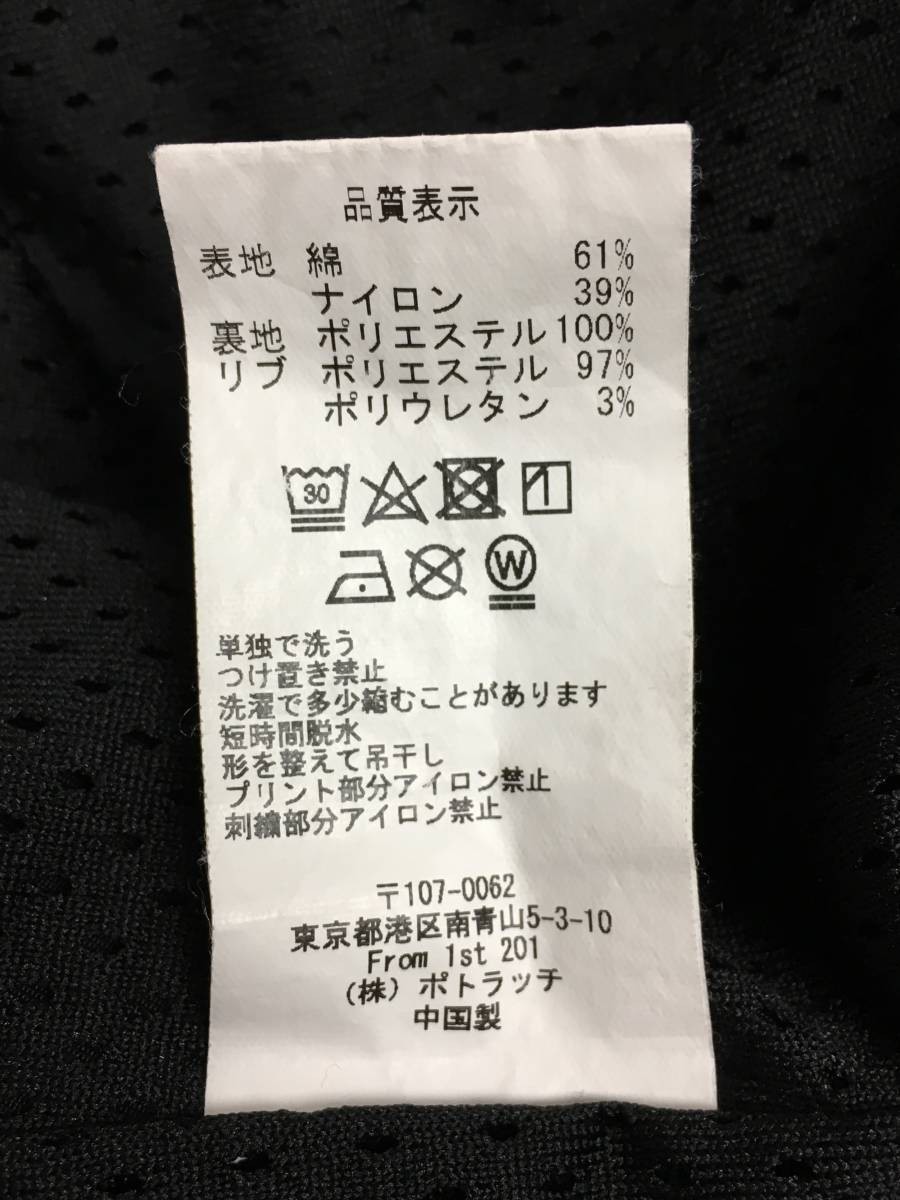 品質表示
表地 綿 61%
ナイロン 39%
裏地 ポリエステル 100%
リブ ポリエステル 97%
ポリウレタン 3%
30
W
単独で洗う
つけ置き禁止
洗濯で多少縮むことがあります
短時間脱水
形を整えて吊干し
プリント部分アイロン禁止
刺繍部分アイロン禁止
〒107-0062
東京都港区南青山5-3-10
From 1st 201
(株) ポトラッチ
中国製